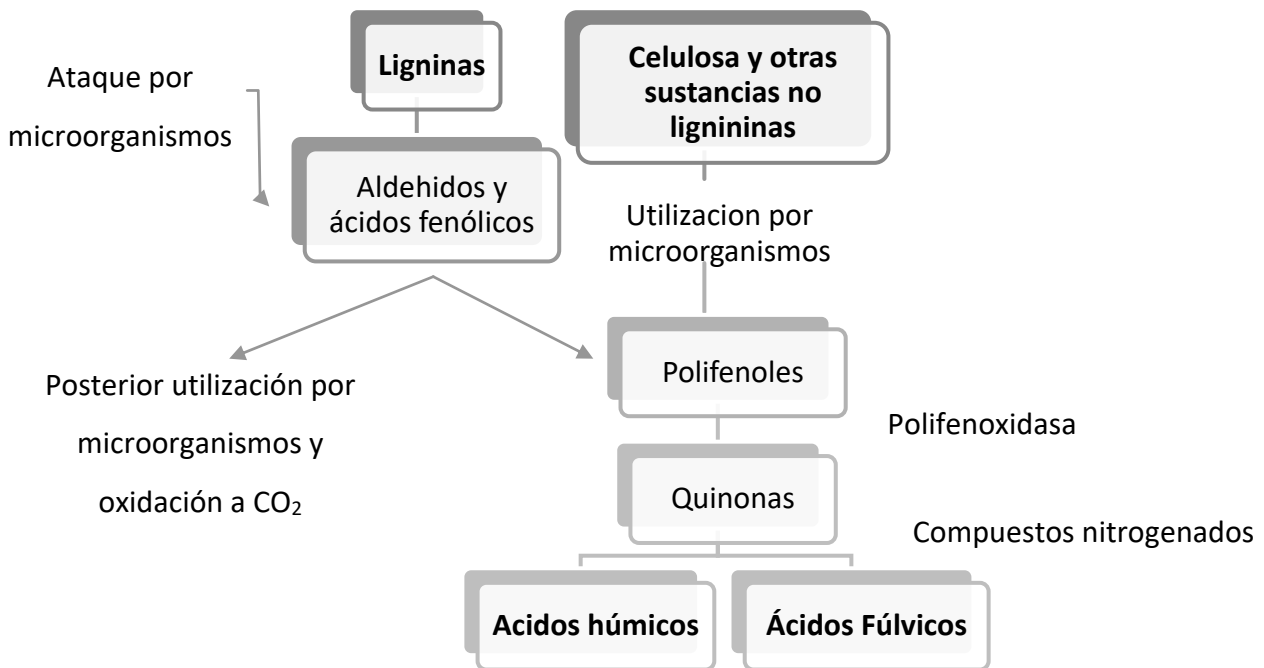 Ataque por
microorganismos
Ligninas
Celulosa y otras
sustancias no
lignininas
Aldehidos y
ácidos fenólicos
Utilizacion por
microorganismos
Posterior utilización por
microorganismos y
oxidación a CO₂
Polifenoles
Polifenoxidasa
Quinonas
Compuestos nitrogenados
Acidos húmicos
Ácidos Fúlvicos